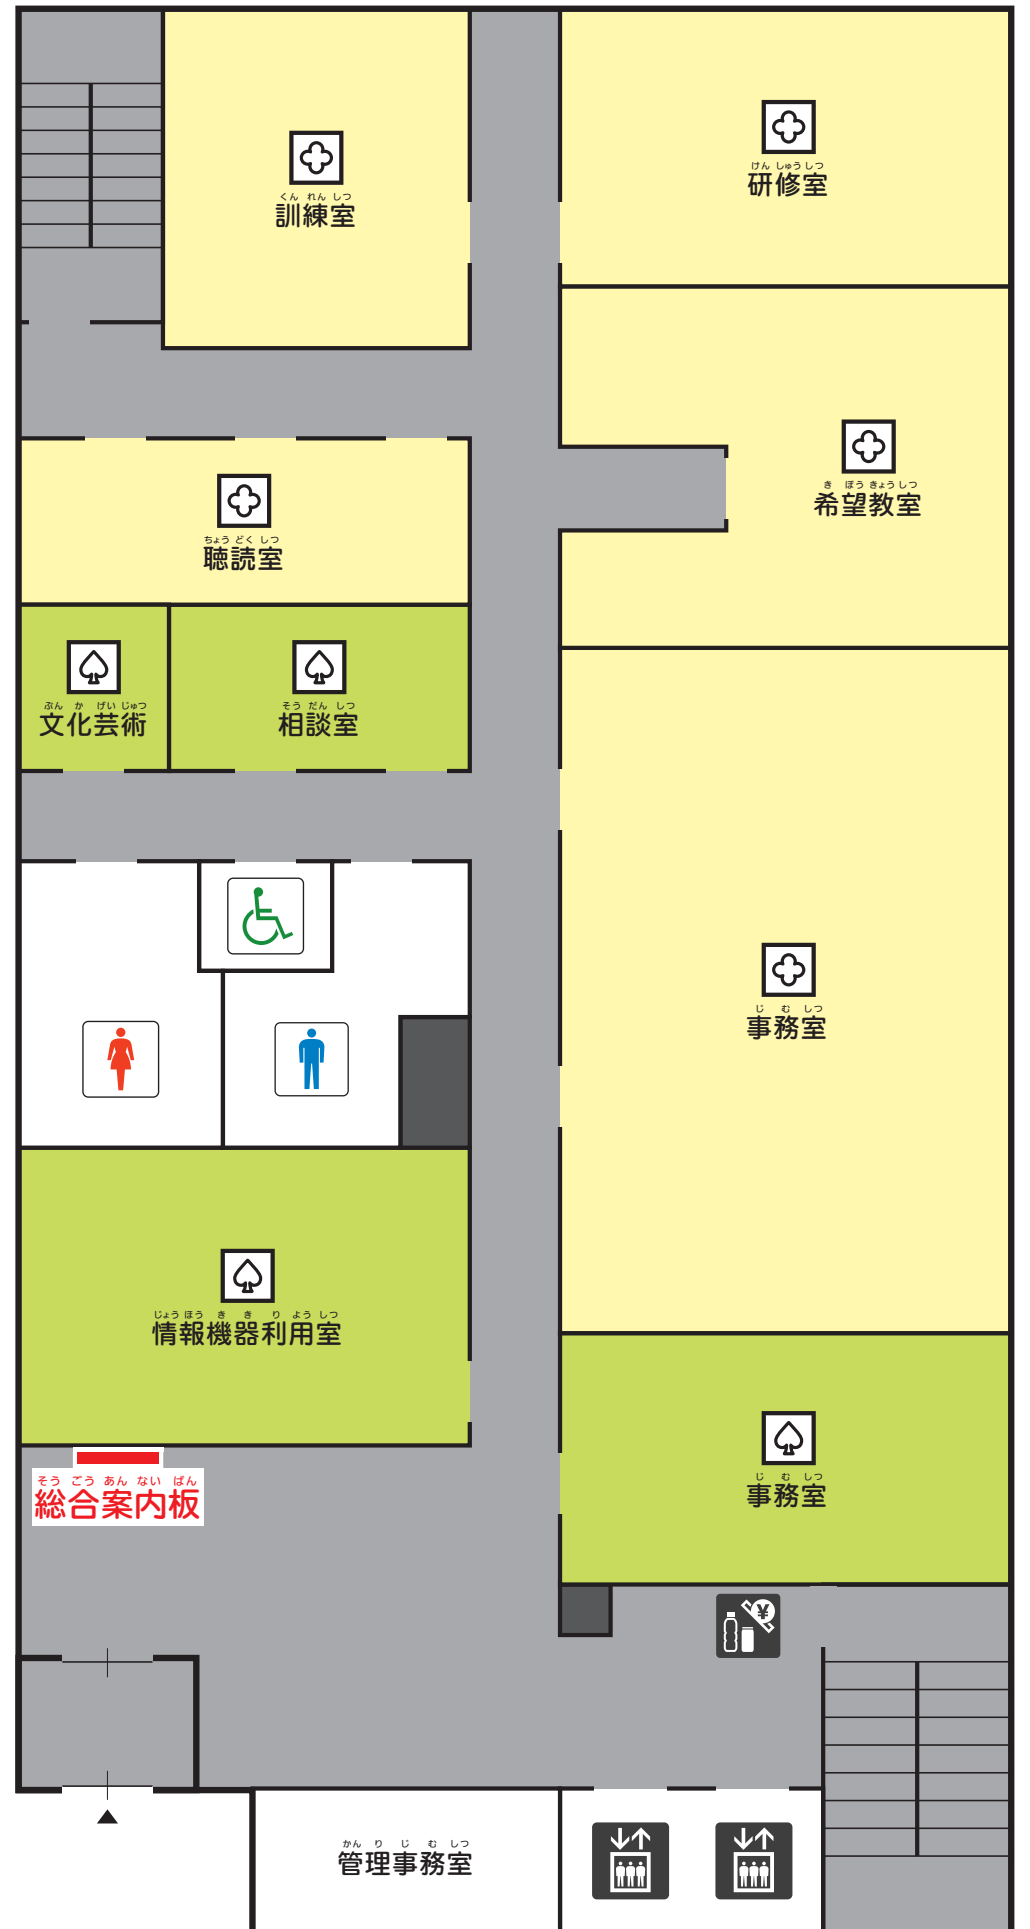 けんしゅうしつ
研修室
くんれんしつ
訓練室
きぼうきょうしつ
希望教室
ちょうどくしつ
聴読室
ぶんかげいじゅつ
文化芸術
そうだんしつ
相談室
じむしつ
事務室
じょうほうききりようしつ
情報機器利用室
じむしつ
事務室
そうごうあんないばん
総合案内板
¥
かんりじむしつ
管理事務室